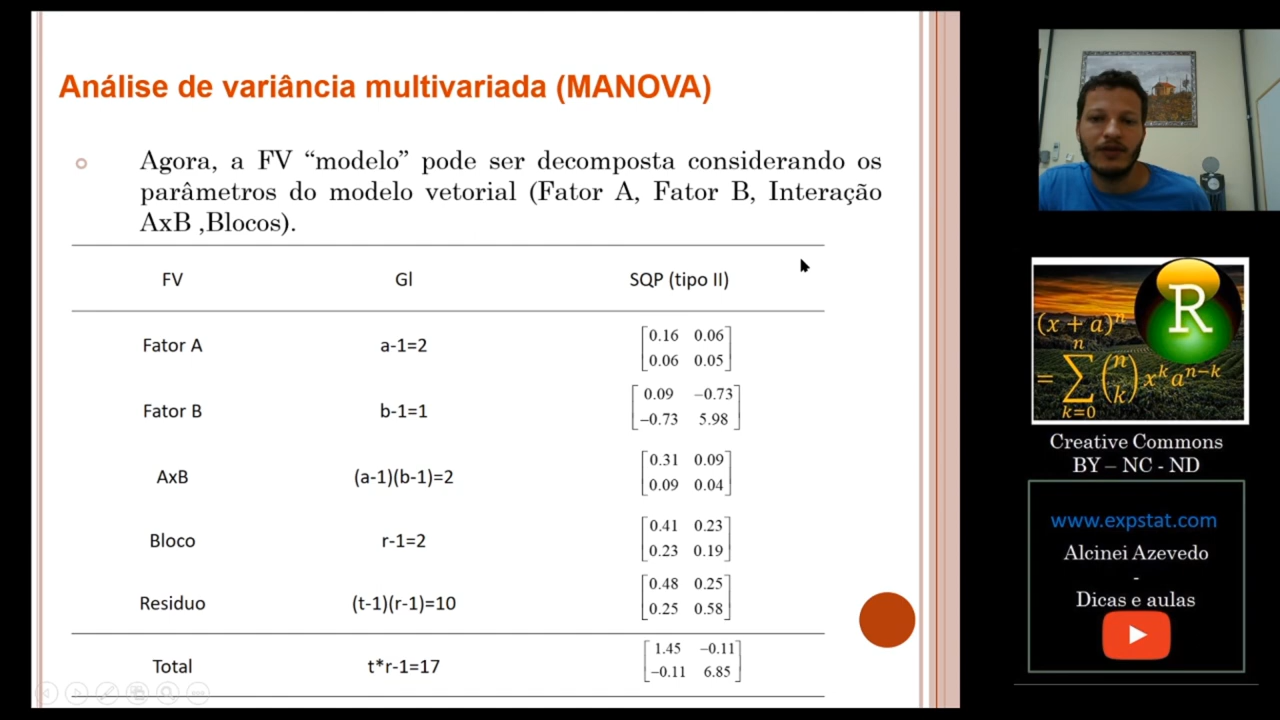 Análise de variância multivariada (MANOVA)
Agora, a FV “modelo” pode ser decomposta considerando os
parâmetros do modelo vetorial (Fator A, Fator B, Interação
AxB ,Blocos).
FV Gl SQP (tipo II)
Fator A a-1=2 [0.16 0.06
0.06 0.05]
Fator B b-1=1 [0.09 −0.73
−0.73 5.98]
AxB (a-1)(b-1)=2 [0.31 0.09
0.09 0.04]
Bloco r-1=2 [0.41 0.23
0.23 0.19]
Residuo (t-1)(r-1)=10 [0.48 0.25
0.25 0.58]
Total t*r-1=17 [1.45 −0.11
−0.11 6.85]
R
(x + a)^n
= ∑_{k=0}^{n} (n k) x^k a^{n−k}
Creative Commons
BY – NC - ND
www.expstat.com
Alcinei Azevedo
-
Dicas e aulas